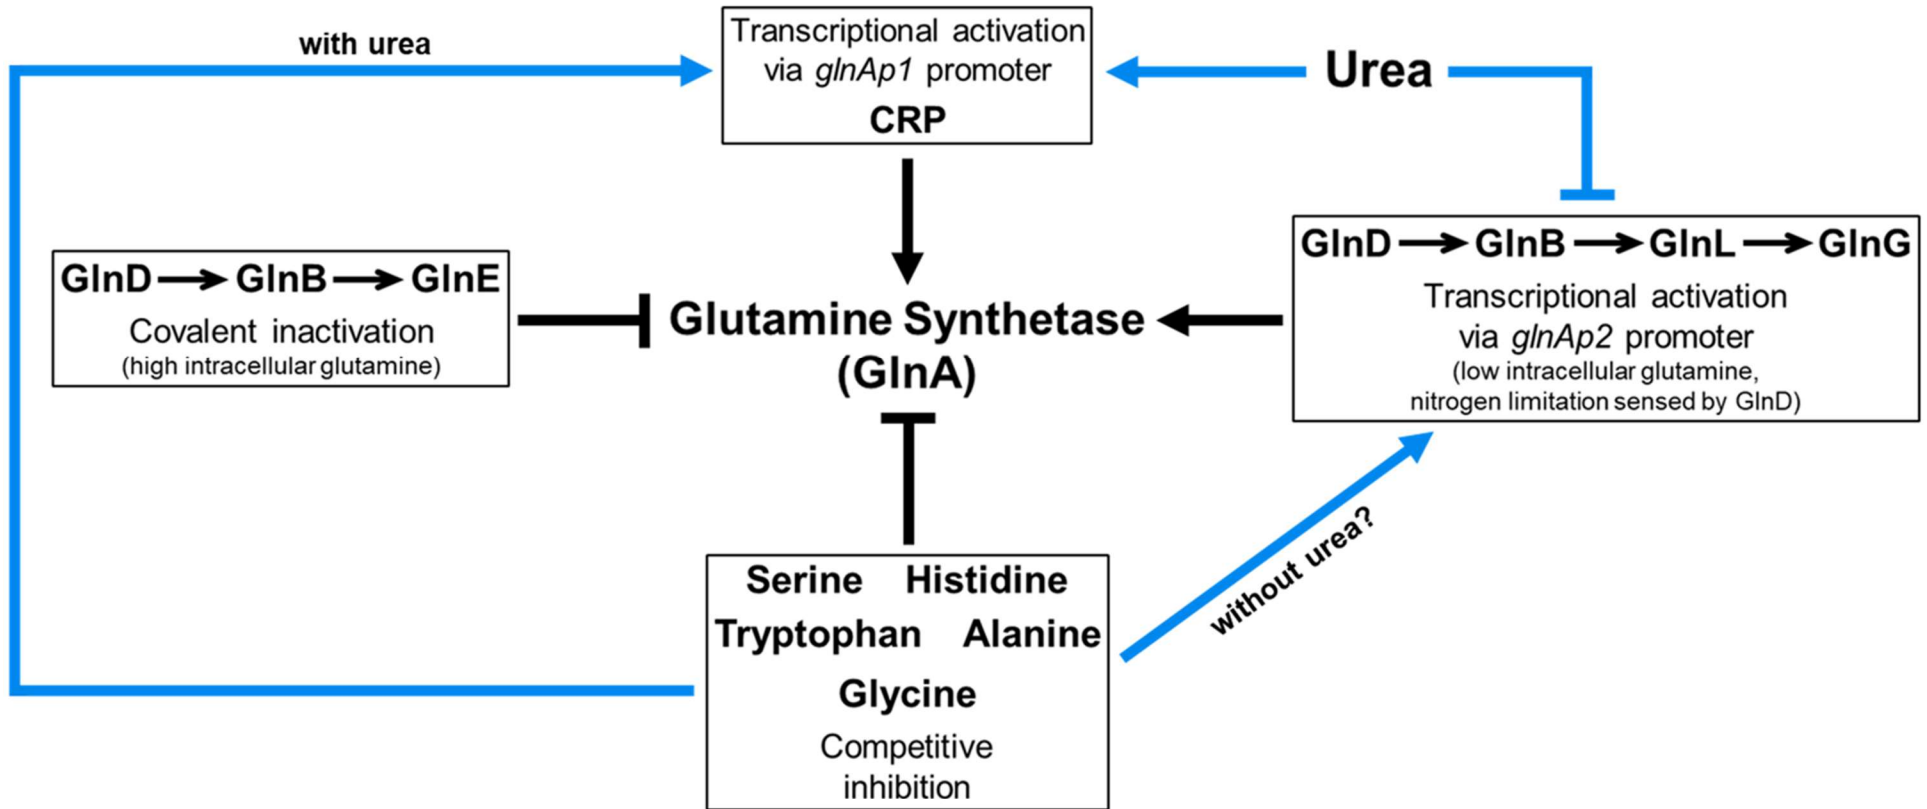 with urea
Transcriptional activation
via glnAp1 promoter
CRP
Urea
GlnD GlnB GlnE
Covalent inactivation
(high intracellular glutamine)
Glutamine Synthetase
(GlnA)
GlnD GlnB GlnL GlnG
Transcriptional activation
via glnAp2 promoter
(low intracellular glutamine,
nitrogen limitation sensed by GlnD)
without urea?
Serine Histidine
Tryptophan Alanine
Glycine
Competitive
inhibition